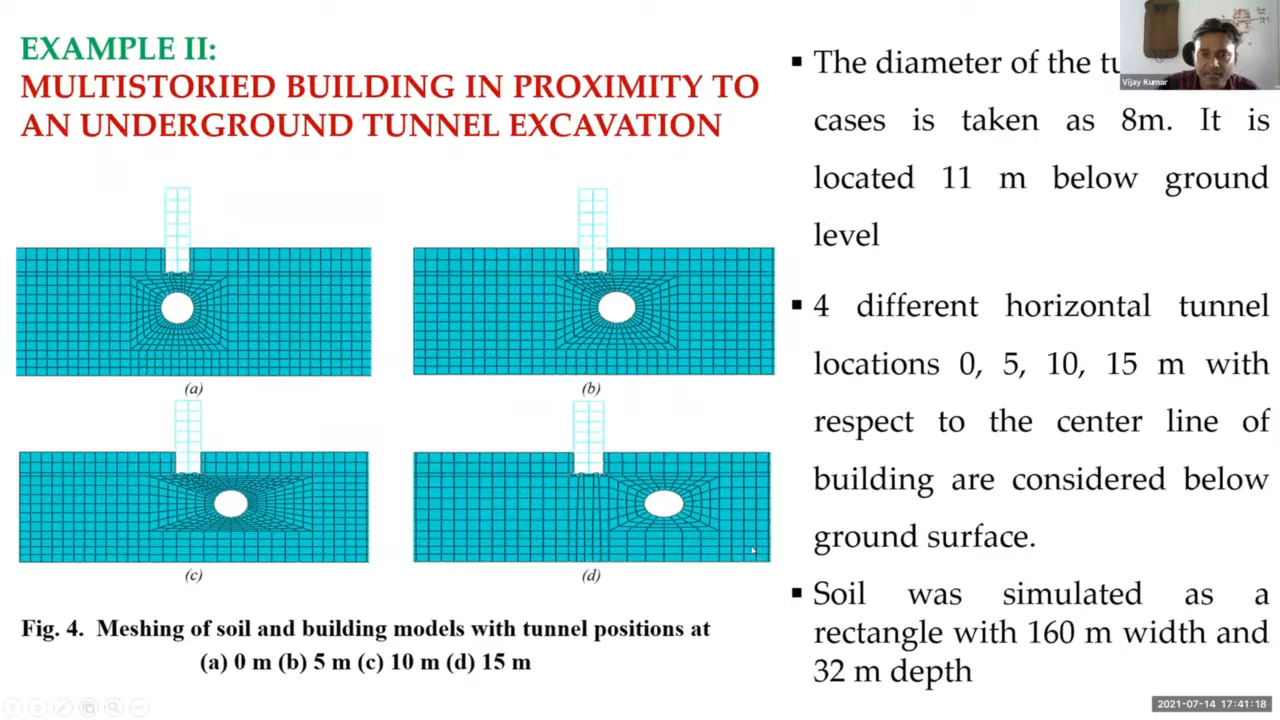 EXAMPLE II:
MULTISTORIED BUILDING IN PROXIMITY TO
AN UNDERGROUND TUNNEL EXCAVATION
(a)
(b)
(c)
(d)
Fig. 4. Meshing of soil and building models with tunnel positions at
(a) 0 m (b) 5 m (c) 10 m (d) 15 m
▪ The diameter of the
cases is taken as 8m. It is
located 11 m below ground
level
▪ 4 different horizontal tunnel
locations 0, 5, 10, 15 m with
respect to the center line of
building are considered below
ground surface.
▪ Soil was simulated as a
rectangle with 160 m width and
32 m depth
Vijay Kumar
2021-07-14 17:41:18